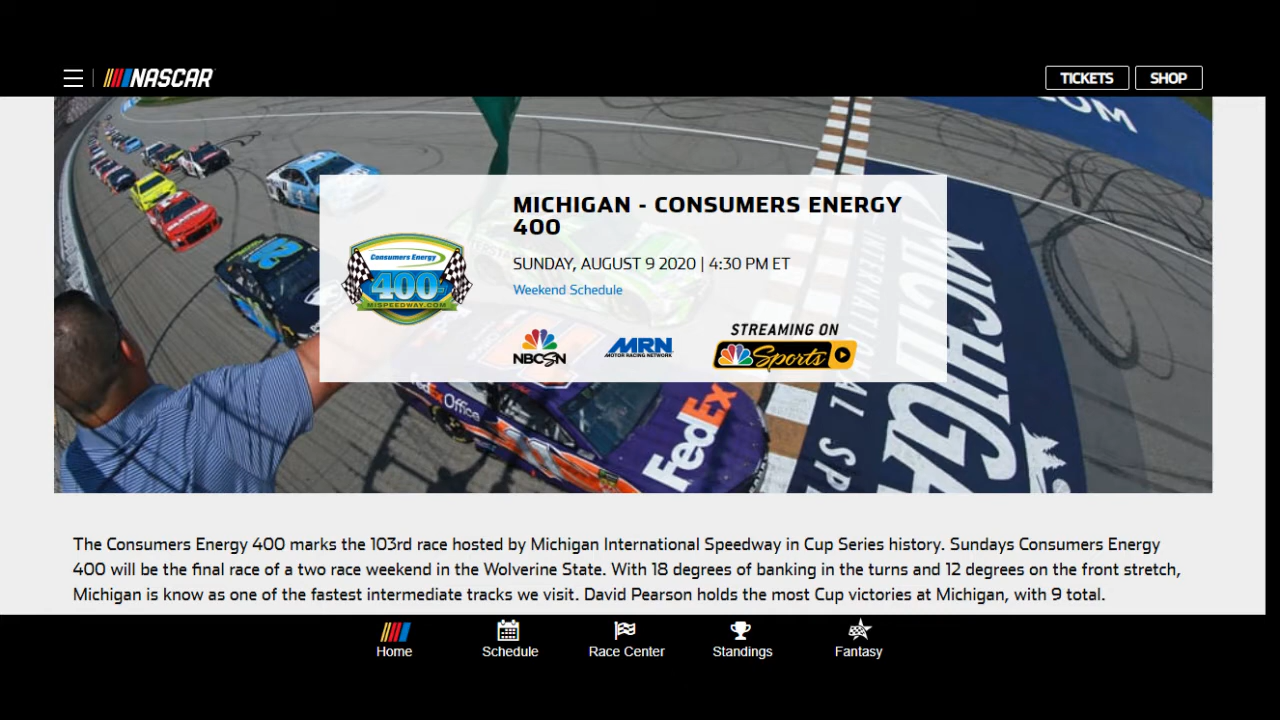 NASCAR
TICKETS
SHOP
.COM
MICHIGAN - CONSUMERS ENERGY
400
SUNDAY, AUGUST 9 2020 | 4:30 PM ET
Weekend Schedule
Consumers Energy
400
MISPEEDWAY.COM
NBCSN
MRN
MOTOR RACING NETWORK
STREAMING ON
Sports
12
FedEx Office
11
FedEx
MICHIGAN
The Consumers Energy 400 marks the 103rd race hosted by Michigan International Speedway in Cup Series history. Sundays Consumers Energy
400 will be the final race of a two race weekend in the Wolverine State. With 18 degrees of banking in the turns and 12 degrees on the front stretch,
Michigan is know as one of the fastest intermediate tracks we visit. David Pearson holds the most Cup victories at Michigan, with 9 total.
Home
Schedule
Race Center
Standings
Fantasy